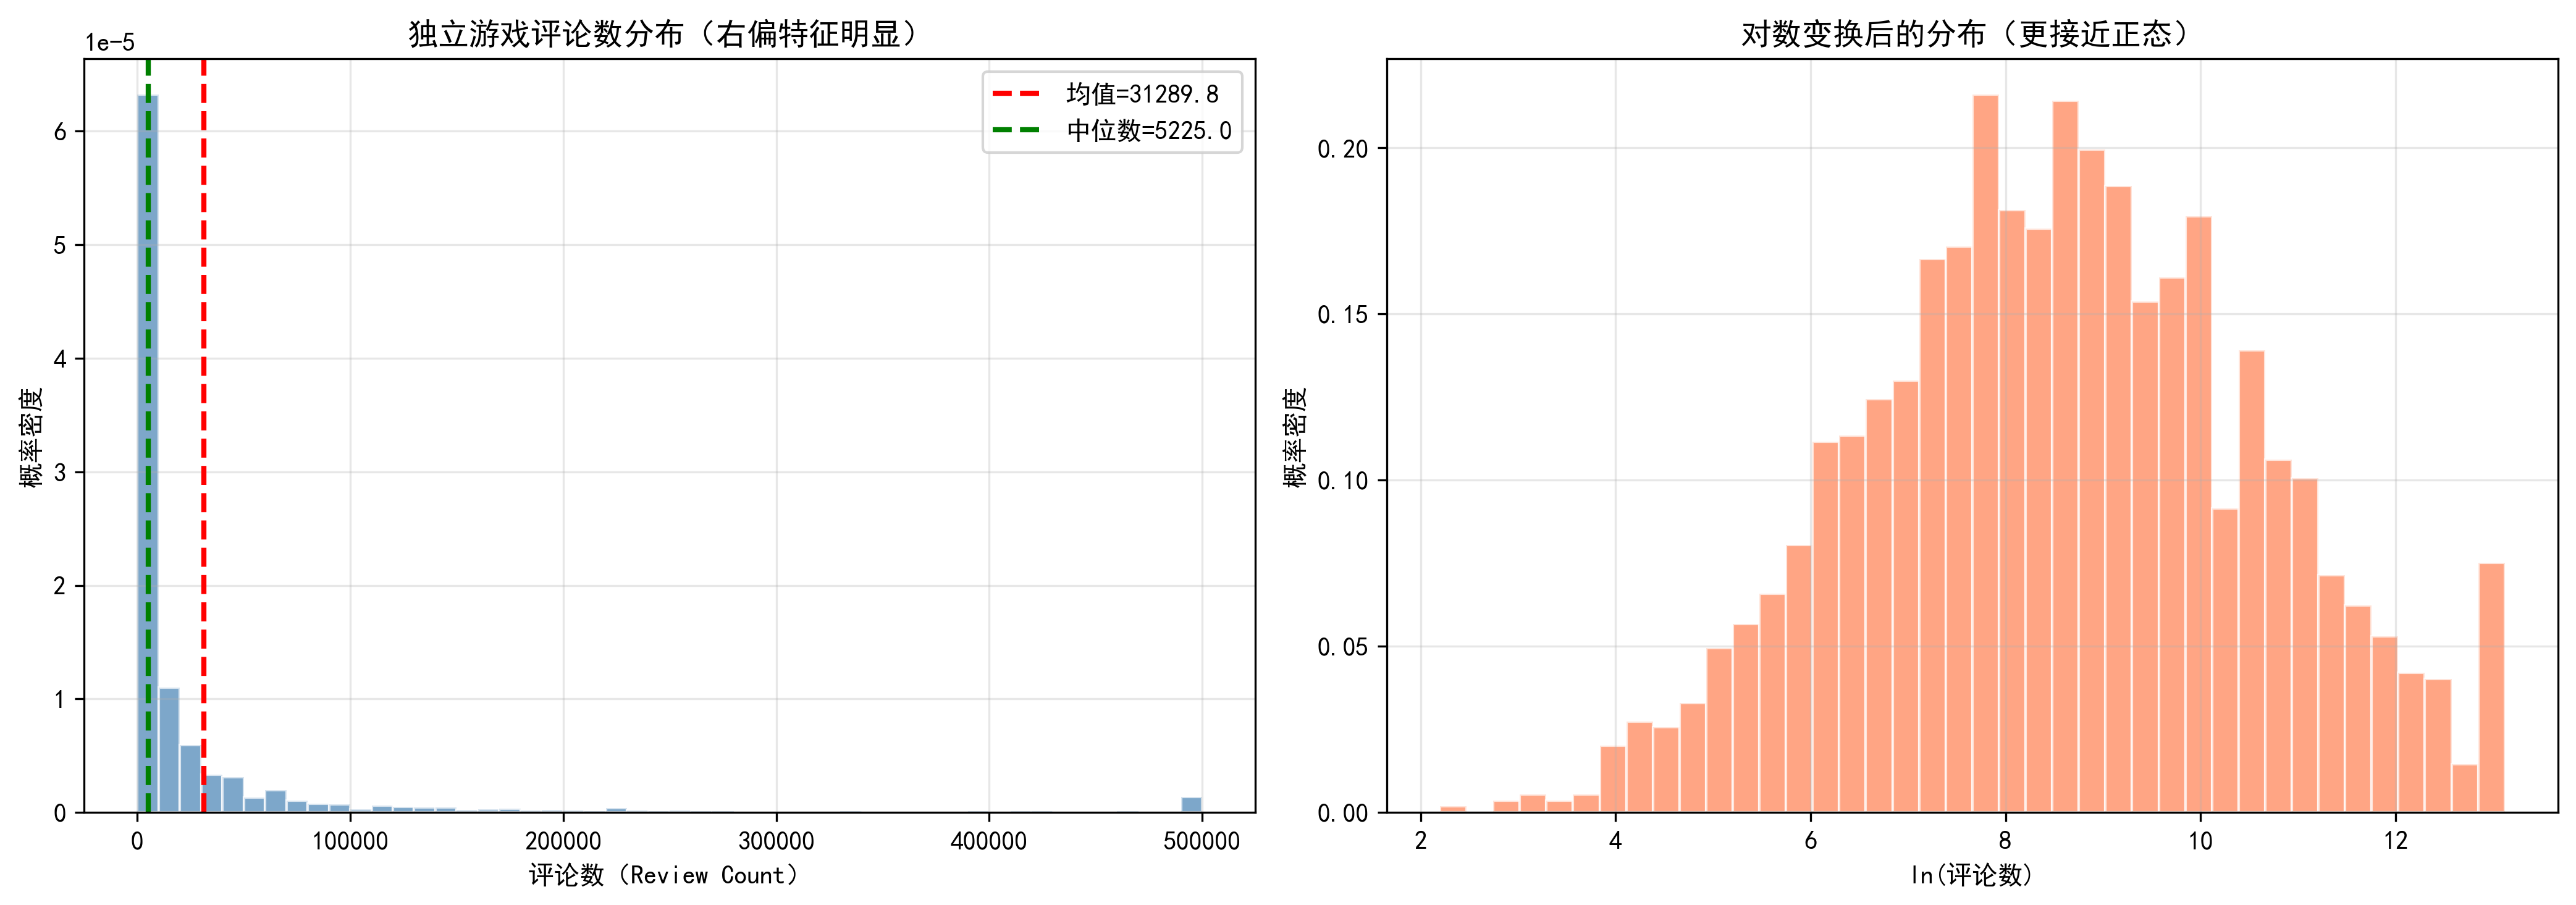 独立游戏评论数分布（右偏特征明显）
1e-5
均值=31289.8
中位数=5225.0
6
5
4
3
2
1
0
概率密度
0 100000 200000 300000 400000 500000
评论数（Review Count）
对数变换后的分布（更接近正态）
0.20
0.15
0.10
0.05
0.00
概率密度
2 4 6 8 10 12
ln(评论数)